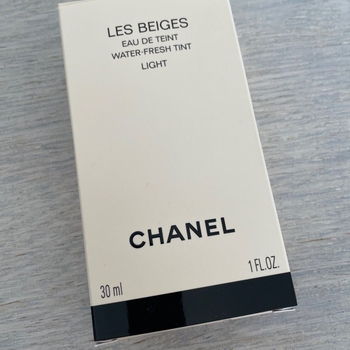 LES BEIGES
EAU DE TEINT
WATER-FRESH TINT
LIGHT
CHANEL
30 ml 1 FL.OZ.